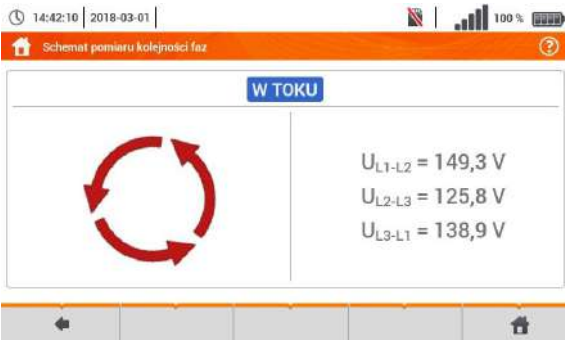 14:42:10 2018-03-01 100 %
Schemat pomiaru kolejności faz
W TOKU
UL1-L2 = 149,3 V
UL2-L3 = 125,8 V
UL3-L1 = 138,9 V